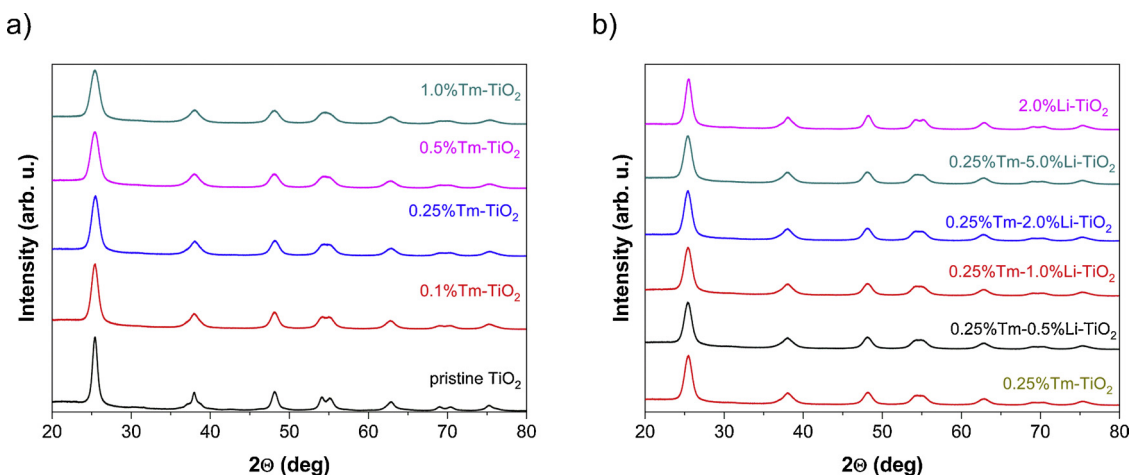 a)
1.0%Tm-TiO₂
0.5%Tm-TiO₂
0.25%Tm-TiO₂
0.1%Tm-TiO₂
pristine TiO₂
Intensity (arb. u.)
20 30 40 50 60 70 80
2Θ (deg)
b)
2.0%Li-TiO₂
0.25%Tm-5.0%Li-TiO₂
0.25%Tm-2.0%Li-TiO₂
0.25%Tm-1.0%Li-TiO₂
0.25%Tm-0.5%Li-TiO₂
0.25%Tm-TiO₂
Intensity (arb. u.)
20 30 40 50 60 70 80
2Θ (deg)